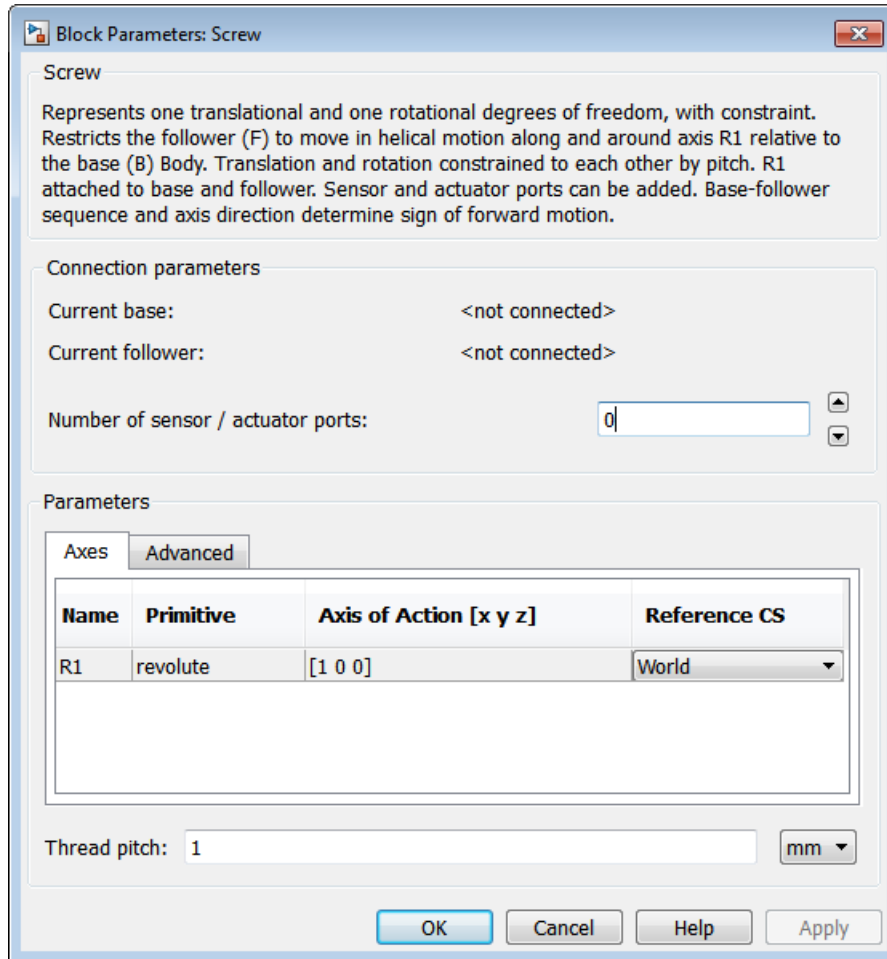 Block Parameters: Screw
Screw
Represents one translational and one rotational degrees of freedom, with constraint.
Restricts the follower (F) to move in helical motion along and around axis R1 relative to
the base (B) Body. Translation and rotation constrained to each other by pitch. R1
attached to base and follower. Sensor and actuator ports can be added. Base-follower
sequence and axis direction determine sign of forward motion.
Connection parameters
Current base: <not connected>
Current follower: <not connected>
Number of sensor / actuator ports: 0
Parameters
Axes Advanced
Name Primitive Axis of Action [x y z] Reference CS
R1 revolute [1 0 0] World
Thread pitch: 1 mm
OK Cancel Help Apply